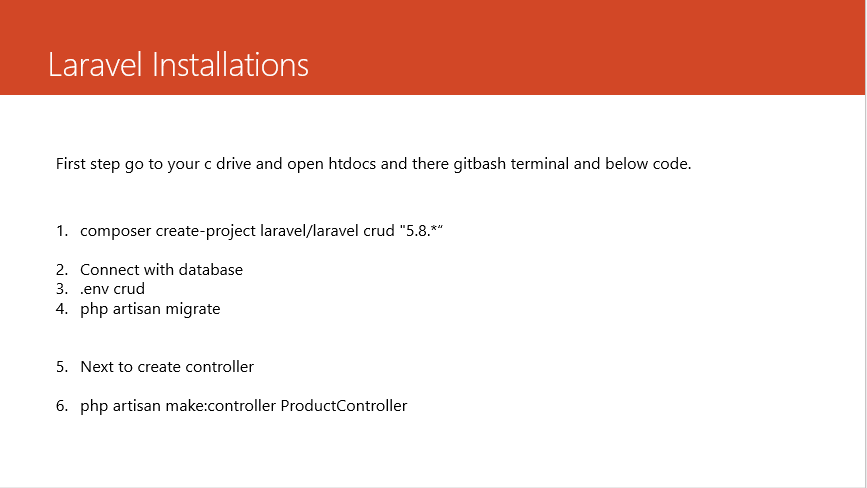 Laravel Installations
First step go to your c drive and open htdocs and there gitbash terminal and below code.
1. composer create-project laravel/laravel crud "5.8.*“
2. Connect with database
3. .env crud
4. php artisan migrate
5. Next to create controller
6. php artisan make:controller ProductController